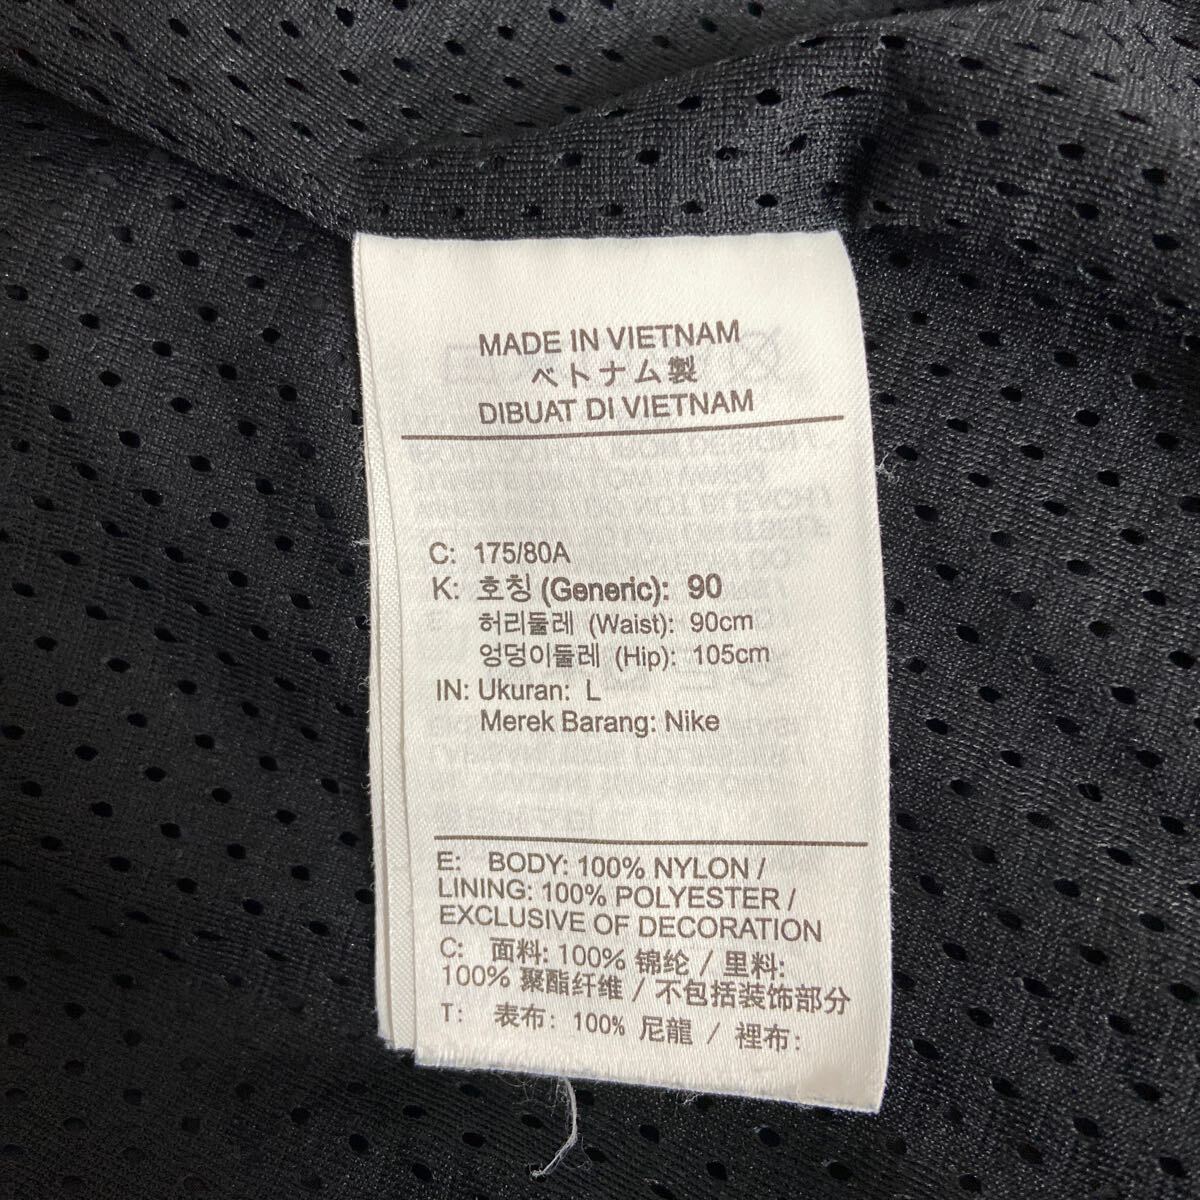 MADE IN VIETNAM
ベトナム製
DIBUAT DI VIETNAM
C: 175/80A
K: 호칭 (Generic): 90
허리둘레 (Waist): 90cm
엉덩이둘레 (Hip): 105cm
IN: Ukuran: L
Merek Barang: Nike
E: BODY: 100% NYLON /
LINING: 100% POLYESTER /
EXCLUSIVE OF DECORATION
C: 面料: 100% 锦纶 / 里料:
100% 聚酯纤维 / 不包括装饰部分
T: 表布: 100% 尼龍 / 裡布: